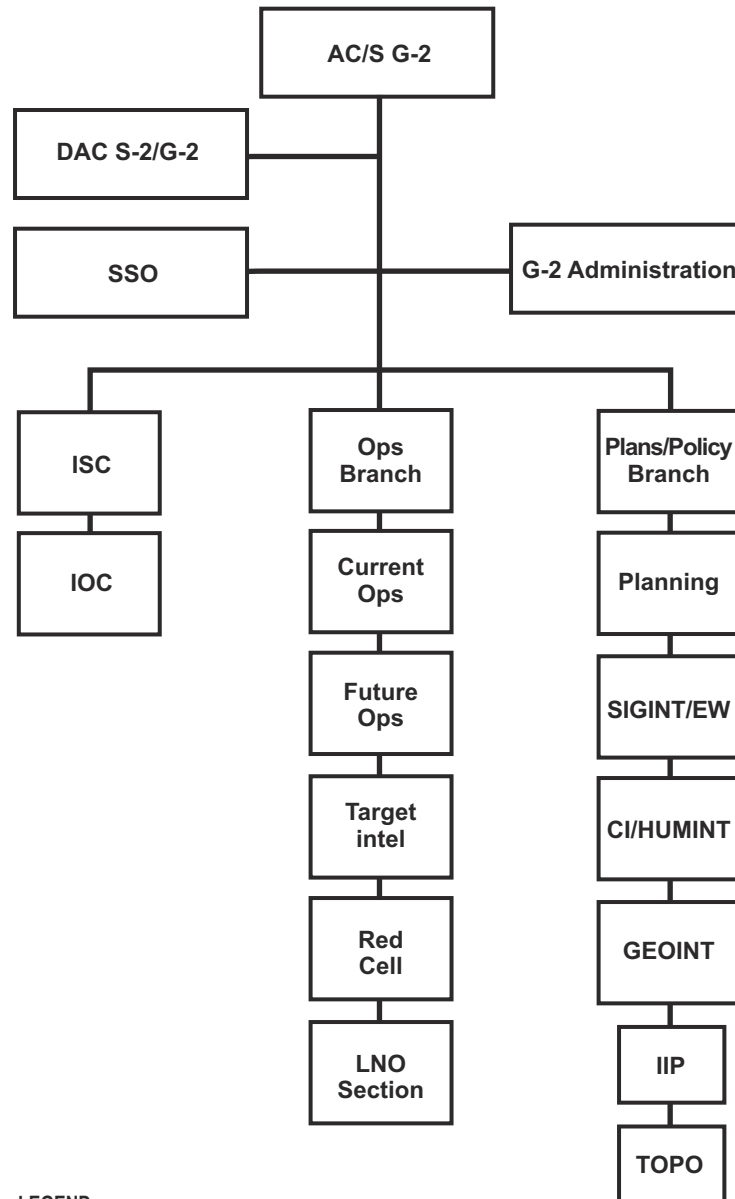 AC/S G-2
DAC S-2/G-2
SSO
G-2 Administration
ISC
IOC
Ops
Branch
Current
Ops
Future
Ops
Target
intel
Red
Cell
LNO
Section
Plans/Policy
Branch
Planning
SIGINT/EW
CI/HUMINT
GEOINT
IIP
TOPO
LEGEND